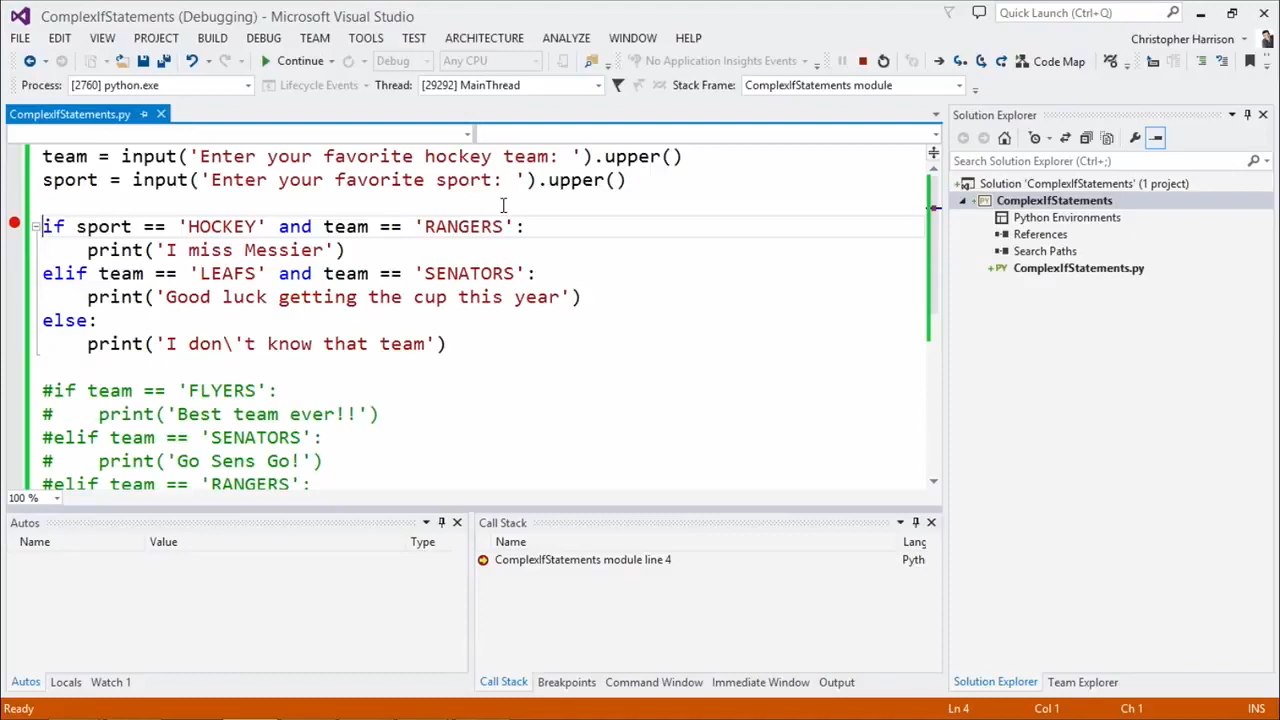 ComplexIfStatements (Debugging) - Microsoft Visual Studio
Quick Launch (Ctrl+Q)
FILE EDIT VIEW PROJECT BUILD DEBUG TEAM TOOLS TEST ARCHITECTURE ANALYZE WINDOW HELP
Christopher Harrison
Continue Debug Any CPU No Application Insights Events Code Map
Process: [2760] python.exe Lifecycle Events Thread: [29292] MainThread Stack Frame: ComplexIfStatements module
ComplexIfStatements.py
team = input('Enter your favorite hockey team: ').upper()
sport = input('Enter your favorite sport: ').upper()
if sport == 'HOCKEY' and team == 'RANGERS':
    print('I miss Messier')
elif team == 'LEAFS' and team == 'SENATORS':
    print('Good luck getting the cup this year')
else:
    print('I don\'t know that team')
#if team == 'FLYERS':
#    print('Best team ever!!')
#elif team == 'SENATORS':
#    print('Go Sens Go!')
#elif team == 'RANGERS':
100 %
Solution Explorer
Search Solution Explorer (Ctrl+;)
Solution 'ComplexIfStatements' (1 project)
ComplexIfStatements
Python Environments
References
Search Paths
ComplexIfStatements.py
Solution Explorer Team Explorer
Autos
Name Value Type
Autos Locals Watch 1
Call Stack
Name Lang
ComplexIfStatements module line 4 Pyth
Call Stack Breakpoints Command Window Immediate Window Output
Ready Ln 4 Col 1 Ch 1 INS